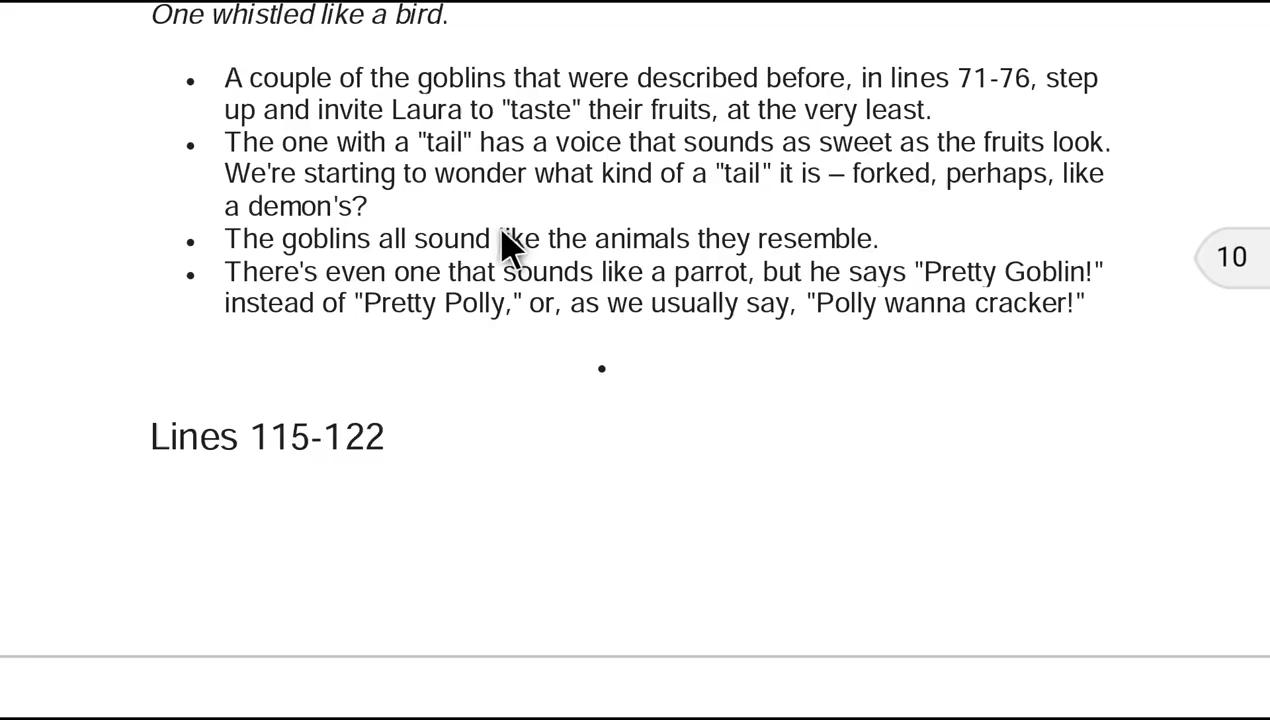 One whistled like a bird.
• A couple of the goblins that were described before, in lines 71-76, step
up and invite Laura to "taste" their fruits, at the very least.
• The one with a "tail" has a voice that sounds as sweet as the fruits look.
We're starting to wonder what kind of a "tail" it is – forked, perhaps, like
a demon's?
• The goblins all sound like the animals they resemble.
• There's even one that sounds like a parrot, but he says "Pretty Goblin!"
instead of "Pretty Polly," or, as we usually say, "Polly wanna cracker!"
10
•
Lines 115-122